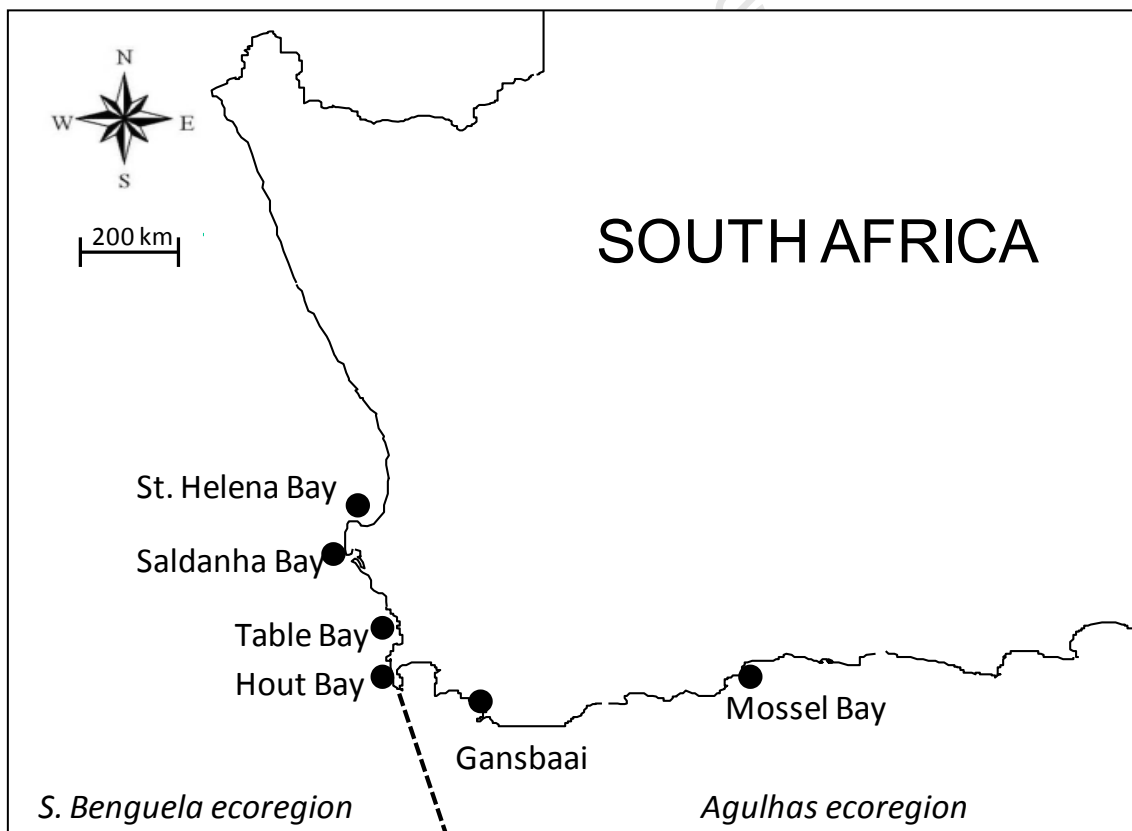 N
W E
S
200 km
SOUTH AFRICA
St. Helena Bay
Saldanha Bay
Table Bay
Hout Bay
Mossel Bay
Gansbaai
S. Benguela ecoregion
Agulhas ecoregion